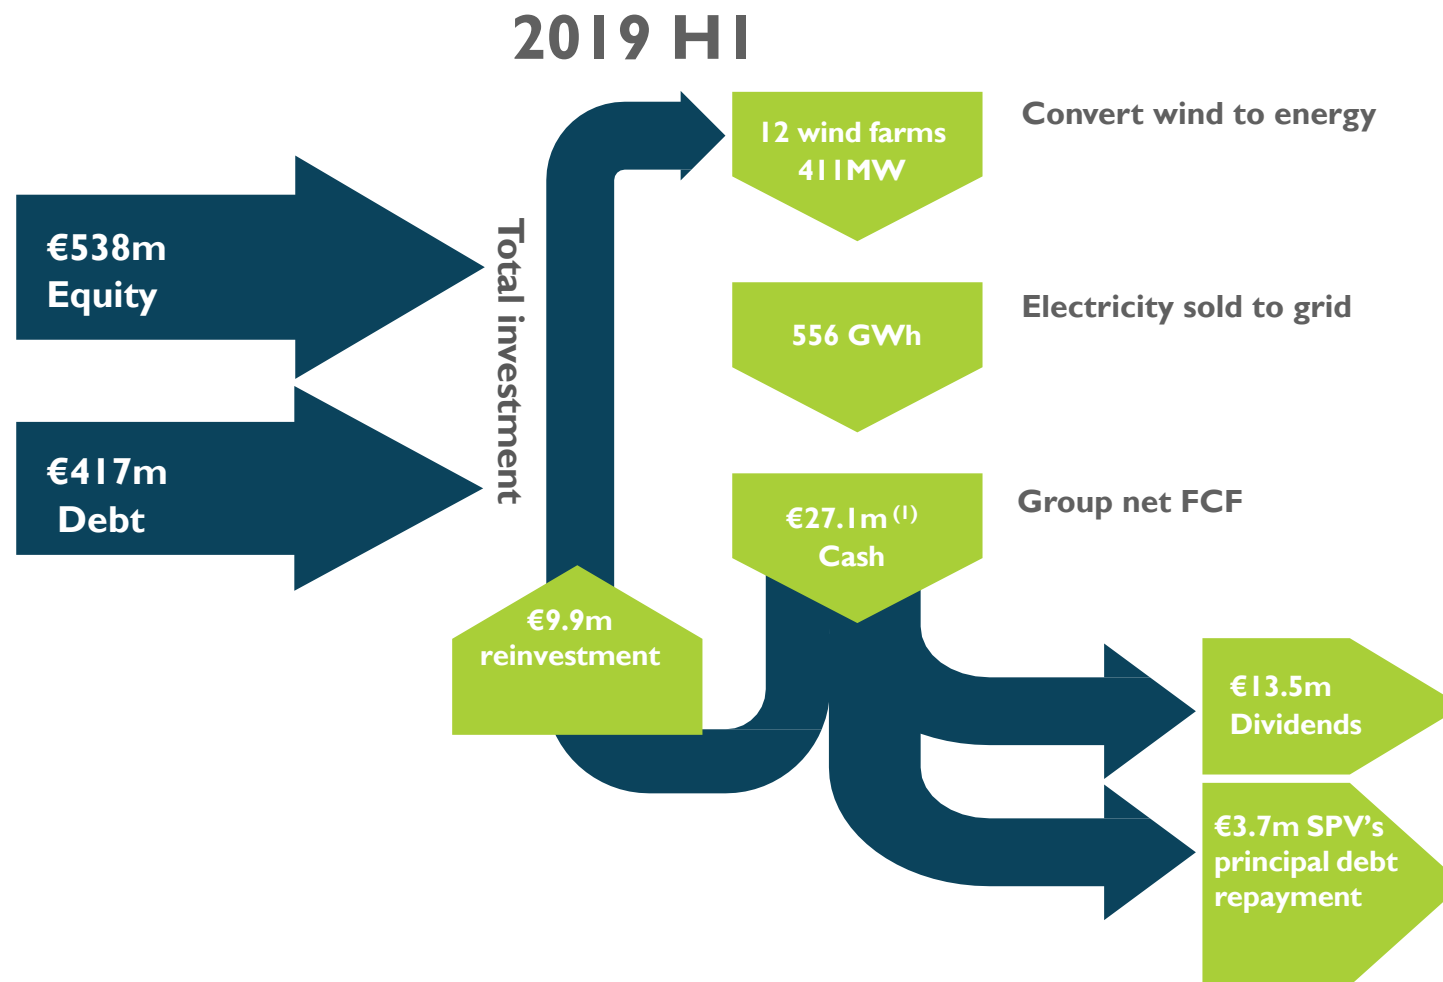 2019 H1
€538m
Equity
€417m
Debt
Total investment
12 wind farms
411MW
Convert wind to energy
556 GWh
Electricity sold to grid
€27.1m (1)
Cash
Group net FCF
€9.9m
reinvestment
€13.5m
Dividends
€3.7m SPV’s
principal debt
repayment